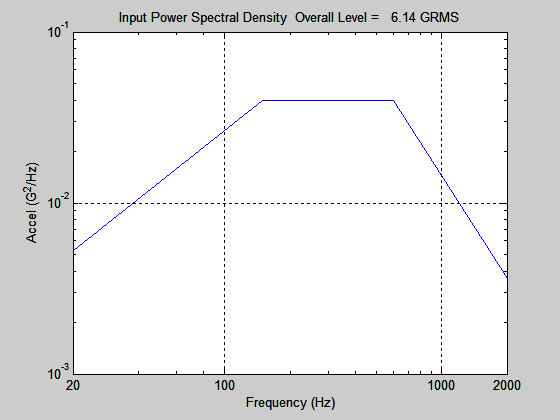 Input Power Spectral Density  Overall Level =   6.14 GRMS
10^-1
10^-2
10^-3
Accel (G^2/Hz)
20 100 1000 2000
Frequency (Hz)